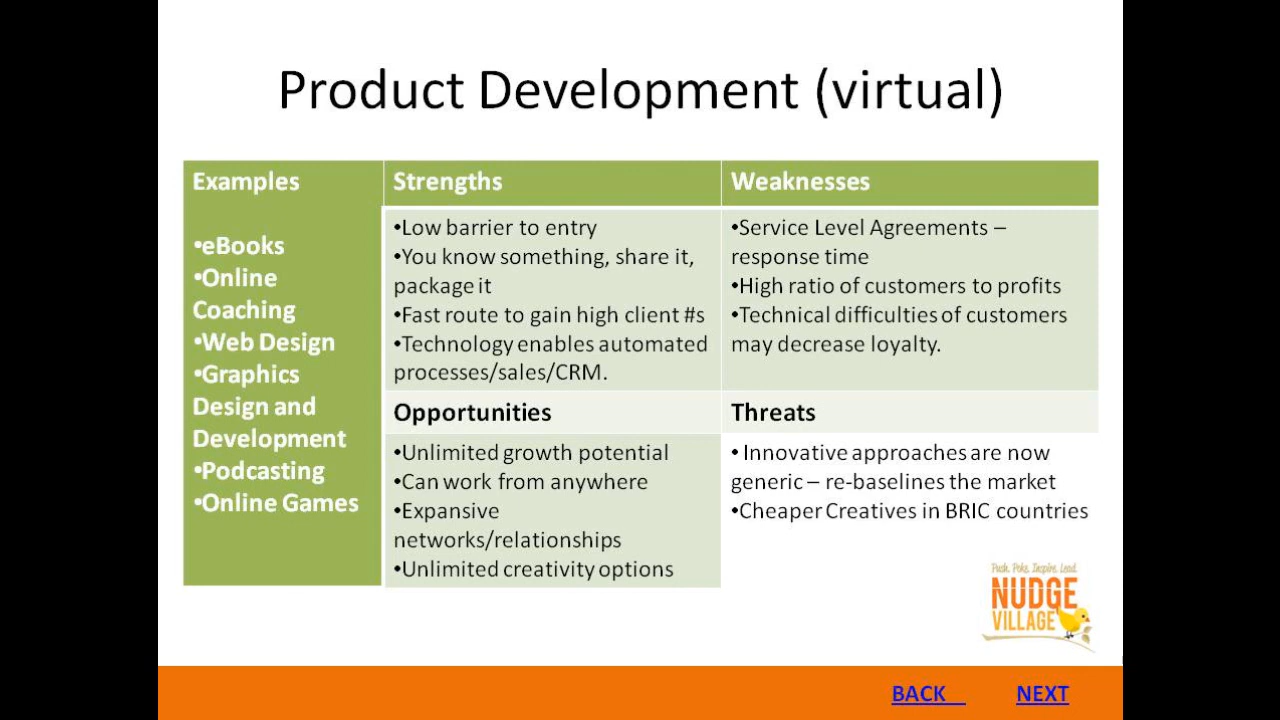 Product Development (virtual)
Examples
•eBooks
•Online
Coaching
•Web Design
•Graphics
Design and
Development
•Podcasting
•Online Games
Strengths
•Low barrier to entry
•You know something, share it,
package it
•Fast route to gain high client #s
•Technology enables automated
processes/sales/CRM.
Weaknesses
•Service Level Agreements –
response time
•High ratio of customers to profits
•Technical difficulties of customers
may decrease loyalty.
Opportunities
•Unlimited growth potential
•Can work from anywhere
•Expansive
networks/relationships
•Unlimited creativity options
Threats
• Innovative approaches are now
generic – re-baselines the market
•Cheaper Creatives in BRIC countries
Push. Poke. Inspire. Lead.
NUDGE
VILLAGE
BACK NEXT